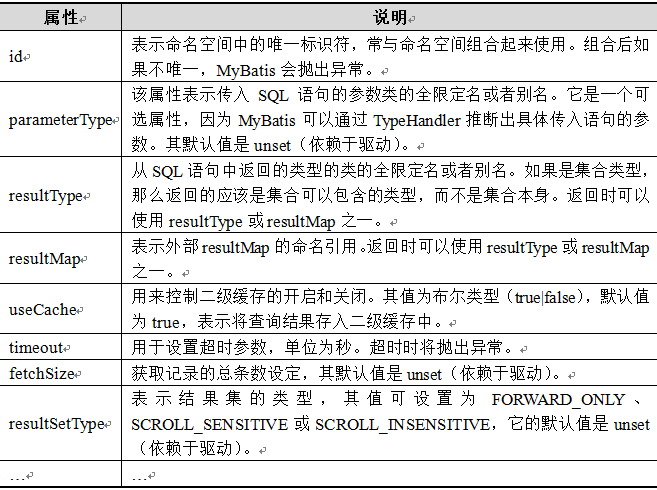 属性 说明
id
表示命名空间中的唯一标识符，常与命名空间组合起来使用。组合后如
果不唯一，MyBatis 会抛出异常。
parameterType
该属性表示传入 SQL 语句的参数类的全限定名或者别名。它是一个可
选属性，因为 MyBatis 可以通过 TypeHandler 推断出具体传入语句的参
数。其默认值是 unset（依赖于驱动）。
resultType
从 SQL 语句中返回的类型的类的全限定名或者别名。如果是集合类型，
那么返回的应该是集合可以包含的类型，而不是集合本身。返回时可以
使用 resultType 或 resultMap 之一。
resultMap
表示外部 resultMap 的命名引用。返回时可以使用 resultType 或 resultMap
之一。
useCache
用来控制二级缓存的开启和关闭。其值为布尔类型（true|false），默认值
为 true，表示将查询结果存入二级缓存中。
timeout
用于设置超时参数，单位为秒。超时时将抛出异常。
fetchSize
获取记录的总条数设定，其默认值是 unset（依赖于驱动）。
resultSetType
表示结果集的类型，其值可设置为 FORWARD_ONLY、
SCROLL_SENSITIVE 或 SCROLL_INSENSITIVE，它的默认值是 unset
（依赖于驱动）。
… …